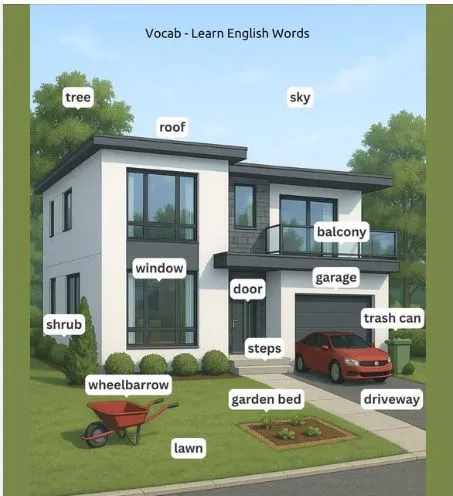 Vocab - Learn English Words
tree
sky
roof
balcony
window
garage
door
shrub
trash can
steps
wheelbarrow
garden bed
driveway
lawn